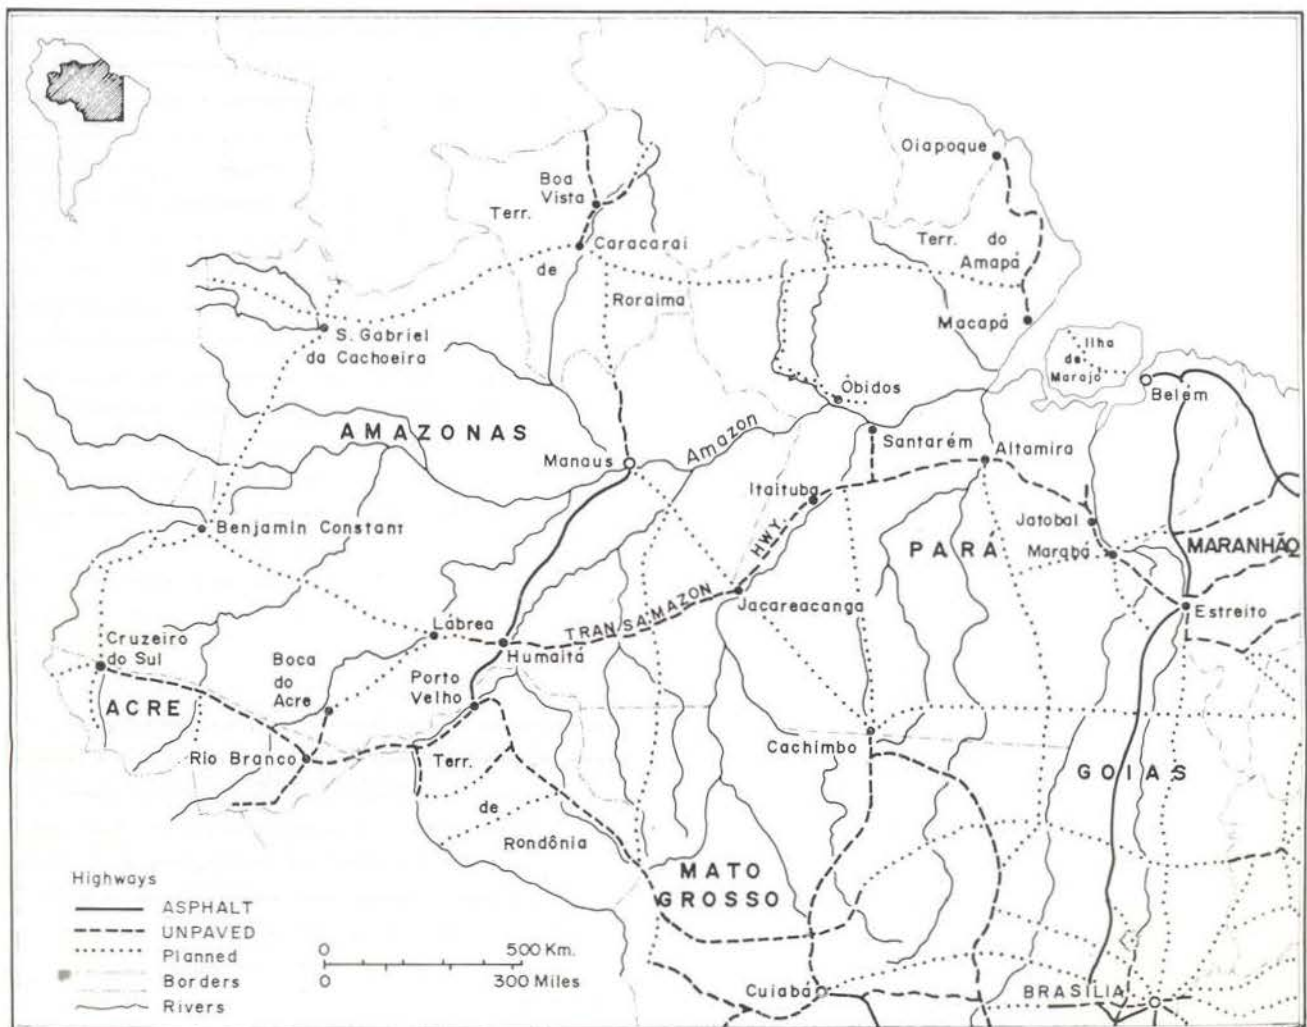 Oiapoque
Boa
Vista
Terr.
Caracarai
de
Roraima
Terr. do
Amapá
Macapá
S. Gabriel
da Cachoeira
Ilha
de
Marajó
Óbidos
Belém
AMAZONAS
Amazon
Santarém
Manaus
Altamira
Itaituba
Benjamin Constant
Jatobal
HWY
PARÁ
Marabá
MARANHÃO
TRANSAMAZON
Jacareacanga
Estreito
Lábrea
Cruzeiro
do Sul
Humaitá
Boca
do
Acre
Porto
Velho
ACRE
Rio Branco
Terr.
Cachimbo
GOIAS
de
Rondônia
MATO
GROSSO
Highways
ASPHALT
UNPAVED
Planned
Borders
Rivers
0 500 Km.
0 300 Miles
Cuiabá
BRASÍLIA